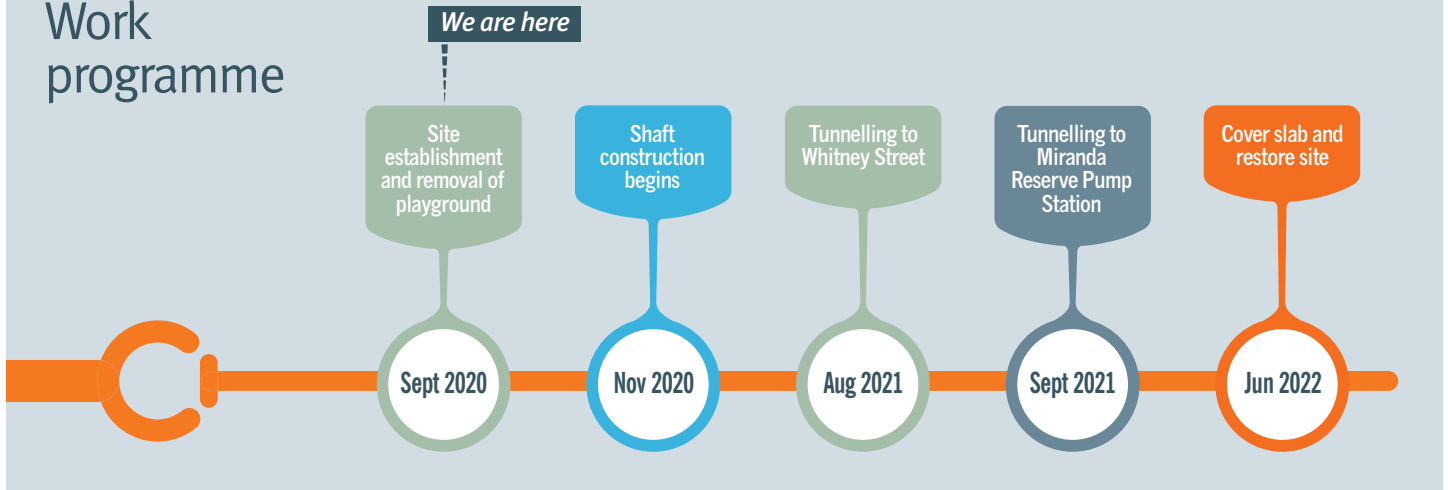 Work
programme
We are here
Site
establishment
and removal of
playground
Shaft
construction
begins
Tunnelling to
Whitney Street
Tunnelling to
Miranda
Reserve Pump
Station
Cover slab and
restore site
Sept 2020
Nov 2020
Aug 2021
Sept 2021
Jun 2022